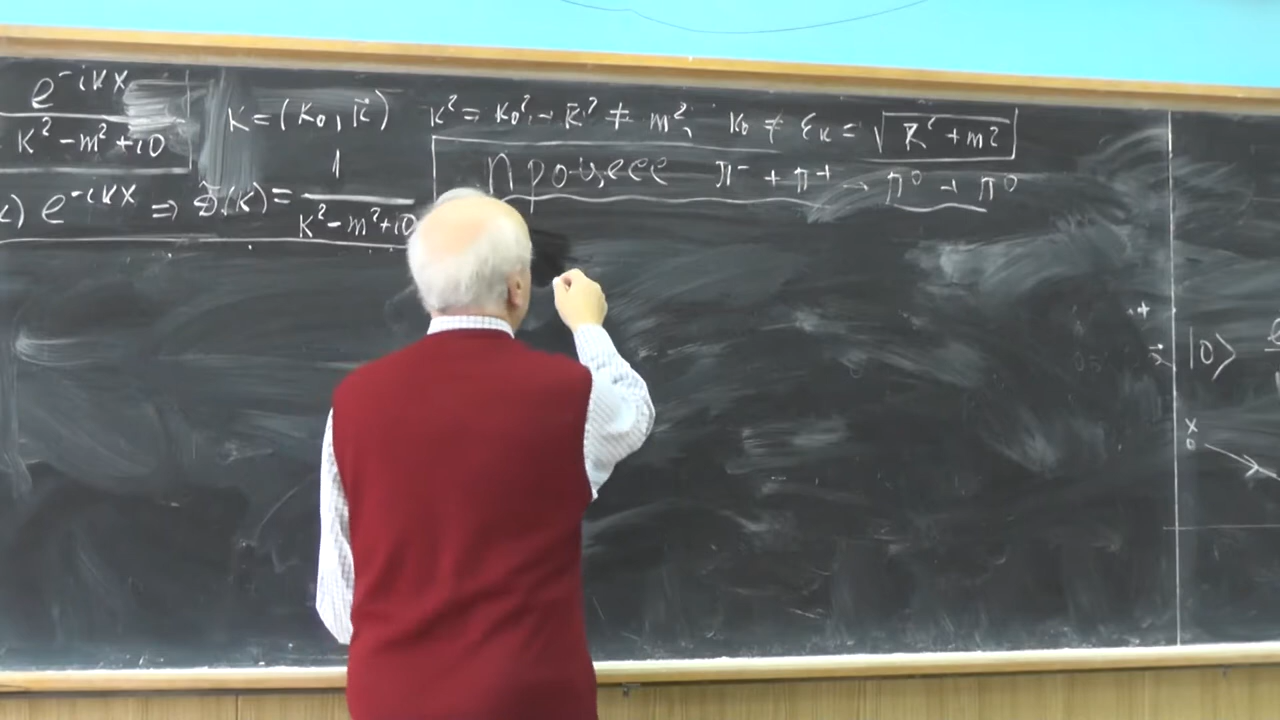 e^{-ikx} / (k² - m² + i0)
K = (k₀, k⃗)
K² = k₀² - k⃗² ≠ m², k₀ ≠ ε_k = √(k⃗² + m²)
k) e^{-ikx} ⇒ D̃(k) = 1 / (k² - m² + i0)
Процесс π⁻ + π⁺ → π⁰ + π⁰
|0⟩
x